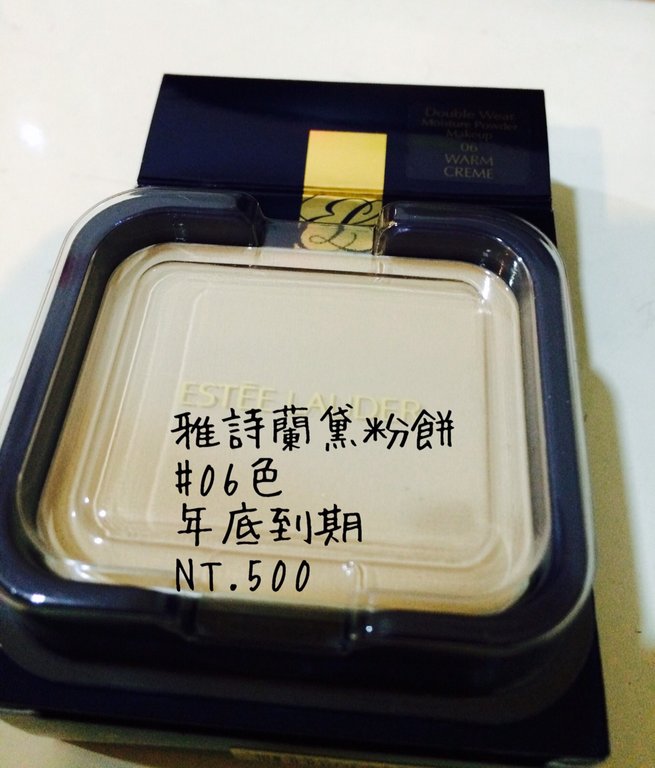 Double Wear
Moisture Powder
Makeup
06
WARM
CREME
ESTĒE LAUDER
雅詩蘭黛粉餅
#06色
年底到期
NT.500